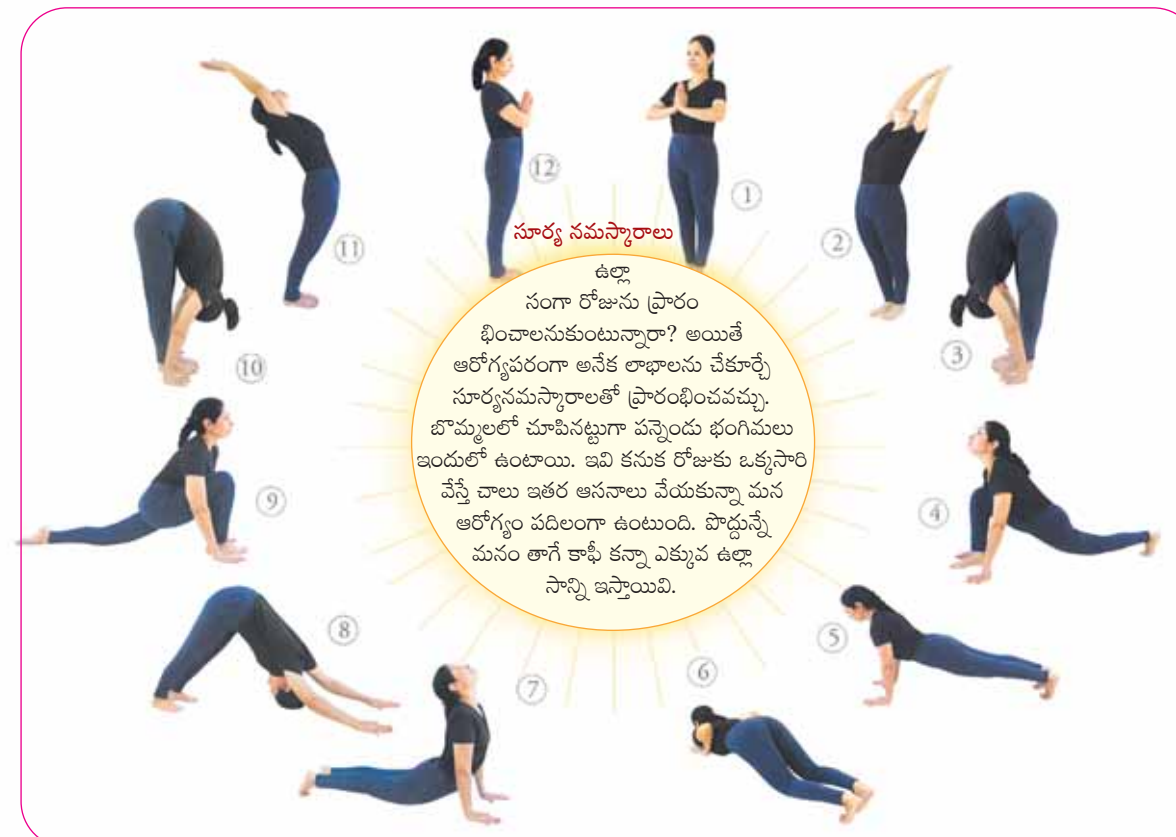 సూర్య నమస్కారాలు
ఉల్లా
సంగా రోజును ప్రారం
భించాలనుకుంటున్నారా? అయితే
ఆరోగ్యపరంగా అనేక లాభాలను చేకూర్చే
సూర్యనమస్కారాలతో ప్రారంభించవచ్చు.
బొమ్మలలో చూపినట్టుగా పన్నెండు భంగిమలు
ఇందులో ఉంటాయి. ఇవి కనుక రోజుకు ఒక్కసారి
వేస్తే చాలు ఇతర ఆసనాలు వేయకున్నా మన
ఆరోగ్యం పదిలంగా ఉంటుంది. పొద్దున్నే
మనం తాగే కాఫీ కన్నా ఎక్కువ ఉల్లా
సాన్ని ఇస్తాయివి.
1
2
3
4
5
6
7
8
9
10
11
12